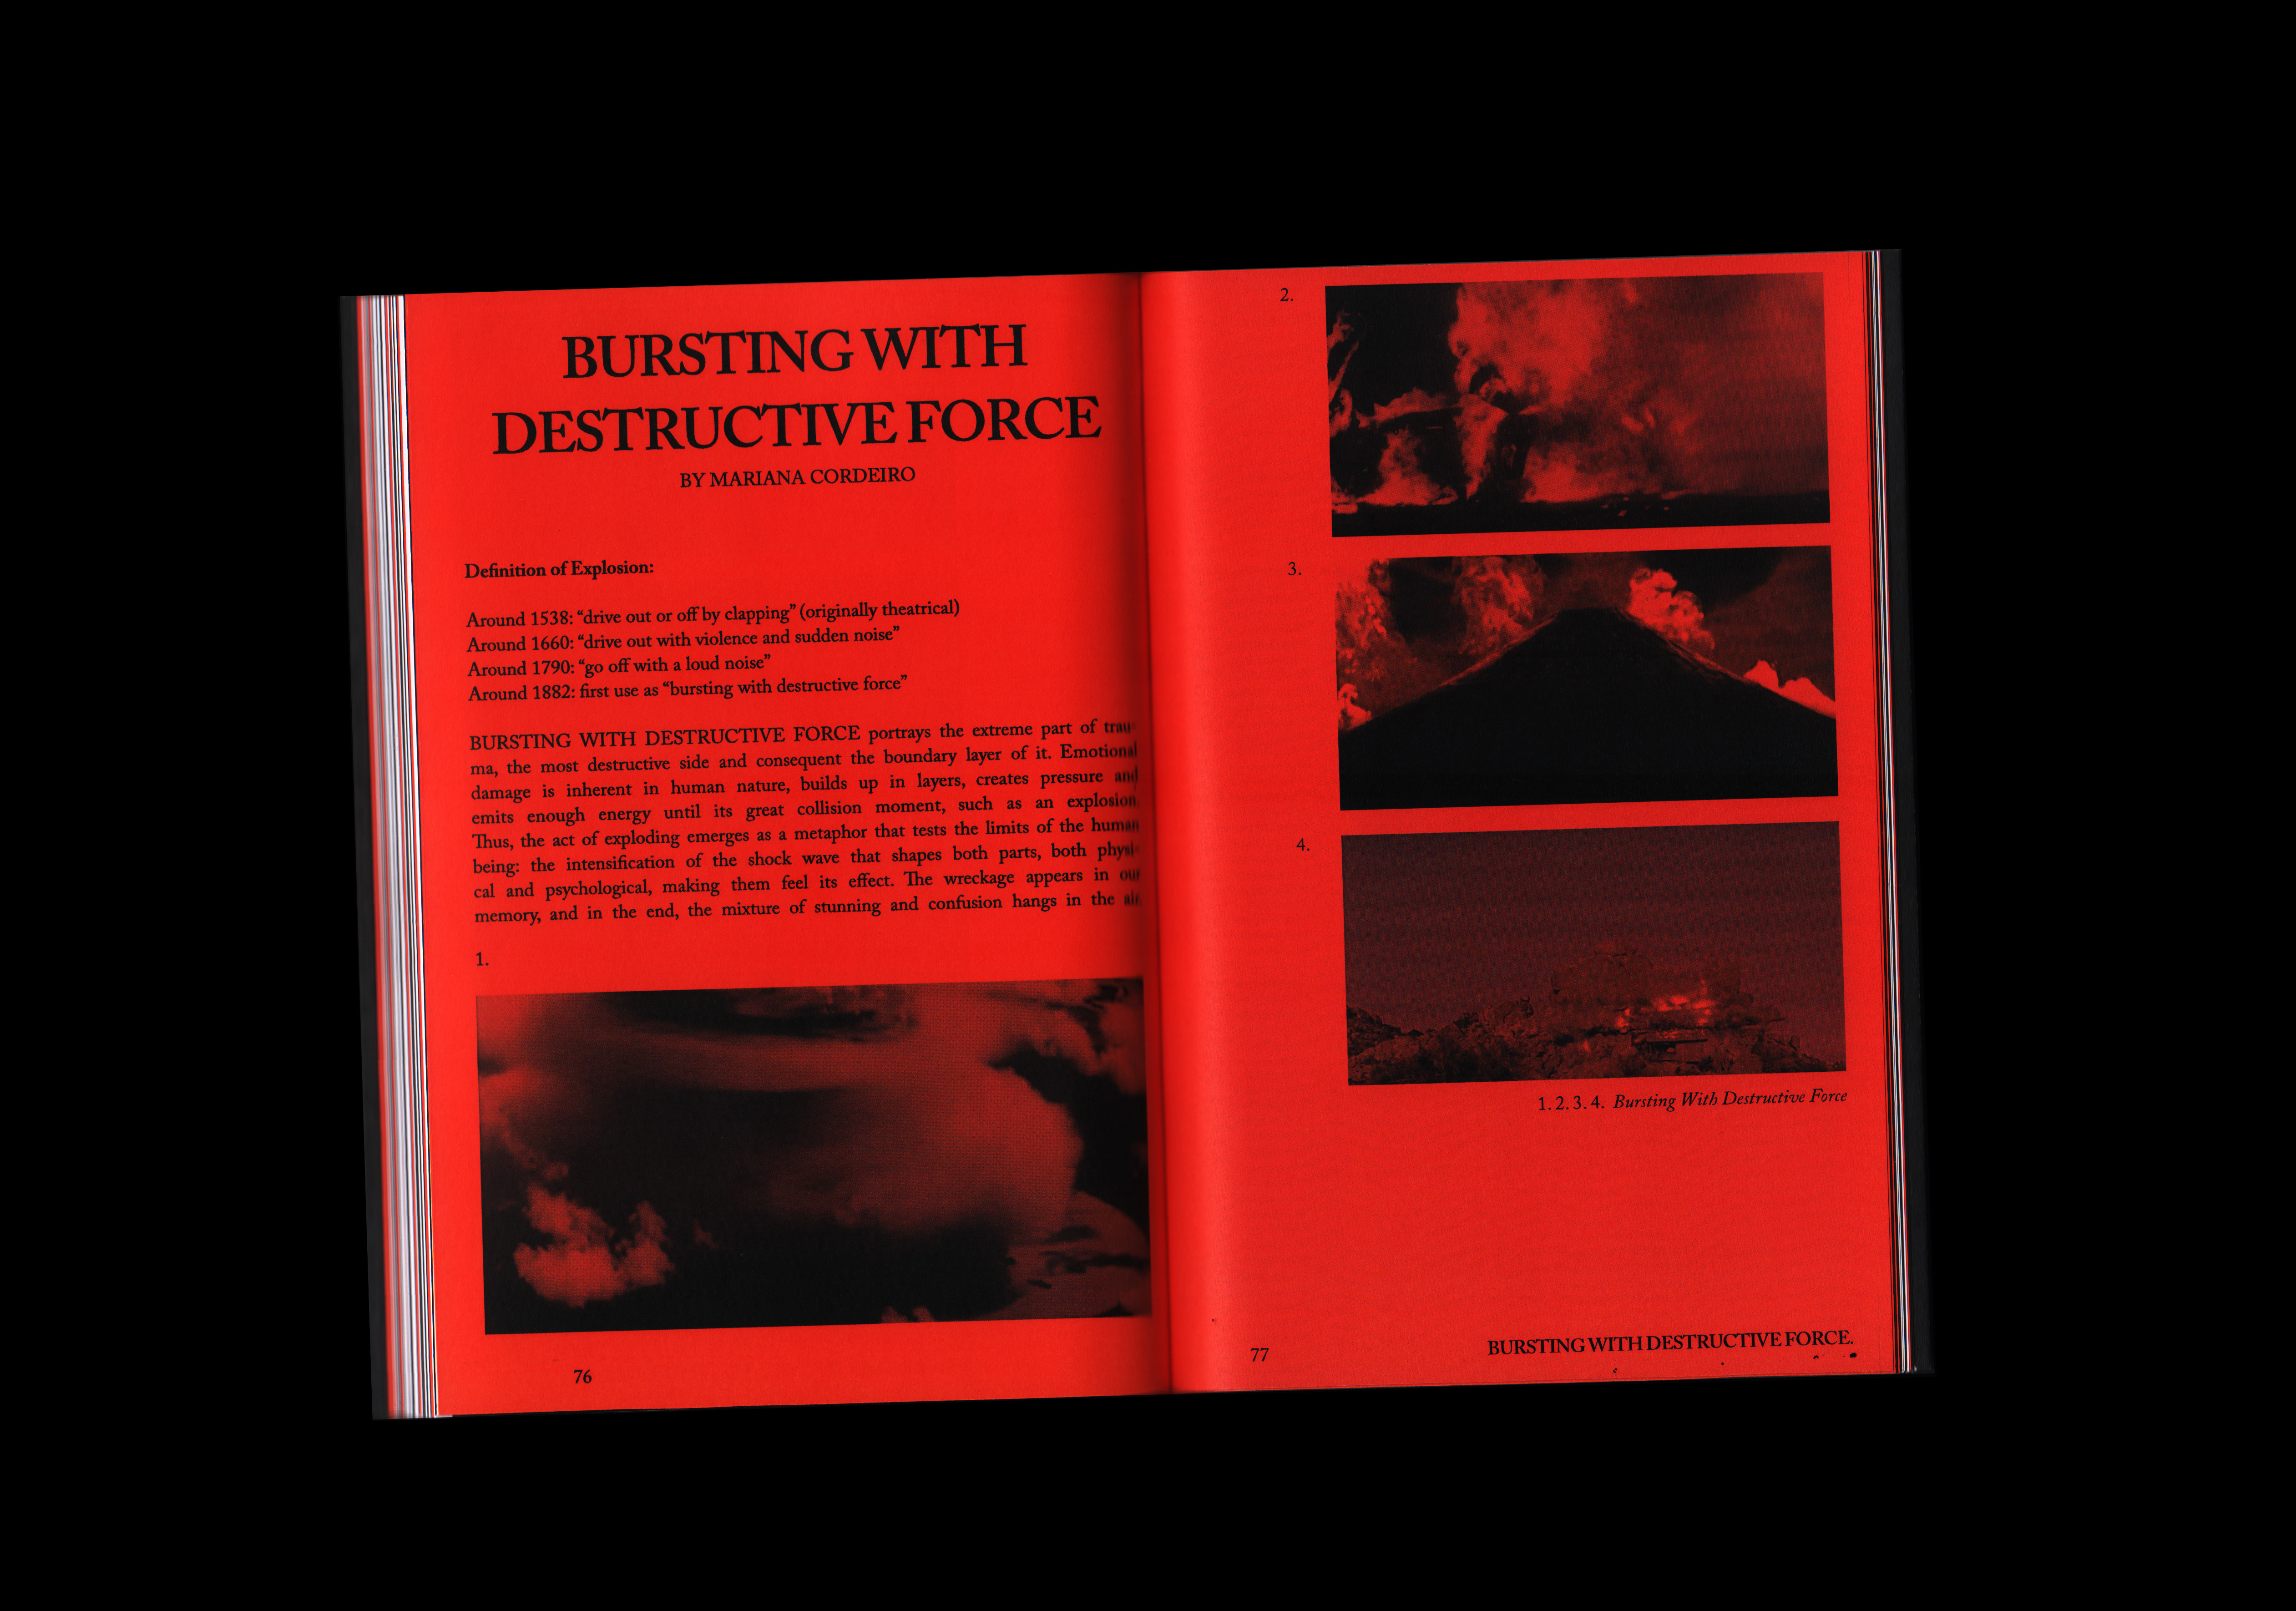 BURSTING WITH
DESTRUCTIVE FORCE
BY MARIANA CORDEIRO
Definition of Explosion:
Around 1538: “drive out or off by clapping” (originally theatrical)
Around 1660: “drive out with violence and sudden noise”
Around 1790: “go off with a loud noise”
Around 1882: first use as “bursting with destructive force”
BURSTING WITH DESTRUCTIVE FORCE portrays the extreme part of trau-
ma, the most destructive side and consequent the boundary layer of it. Emotional
damage is inherent in human nature, builds up in layers, creates pressure and
emits enough energy until its great collision moment, such as an explosion.
Thus, the act of exploding emerges as a metaphor that tests the limits of the human
being: the intensification of the shock wave that shapes both parts, both physi-
cal and psychological, making them feel its effect. The wreckage appears in our
memory, and in the end, the mixture of stunning and confusion hangs in the air.
1.
76
2.
3.
4.
1. 2. 3. 4. Bursting With Destructive Force
77
BURSTING WITH DESTRUCTIVE FORCE.